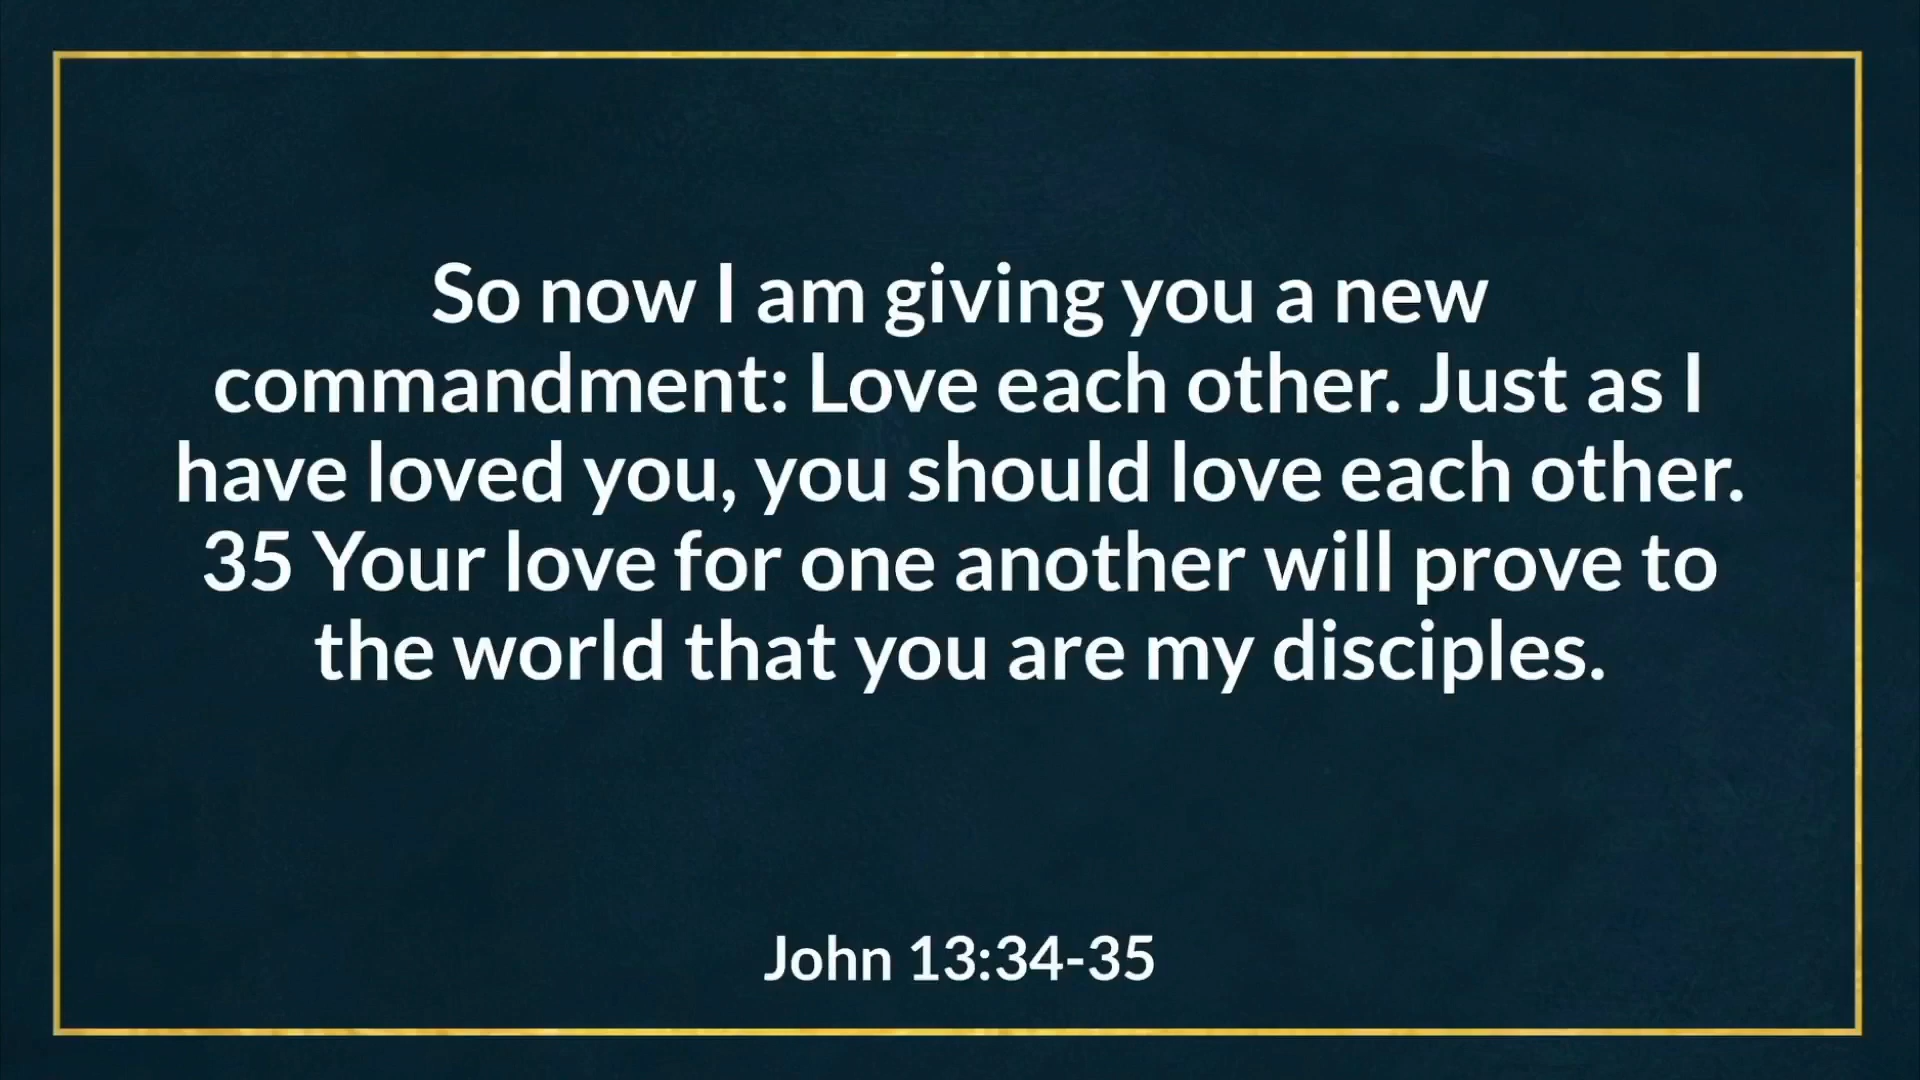 So now I am giving you a new
commandment: Love each other. Just as I
have loved you, you should love each other.
35 Your love for one another will prove to
the world that you are my disciples.
John 13:34-35